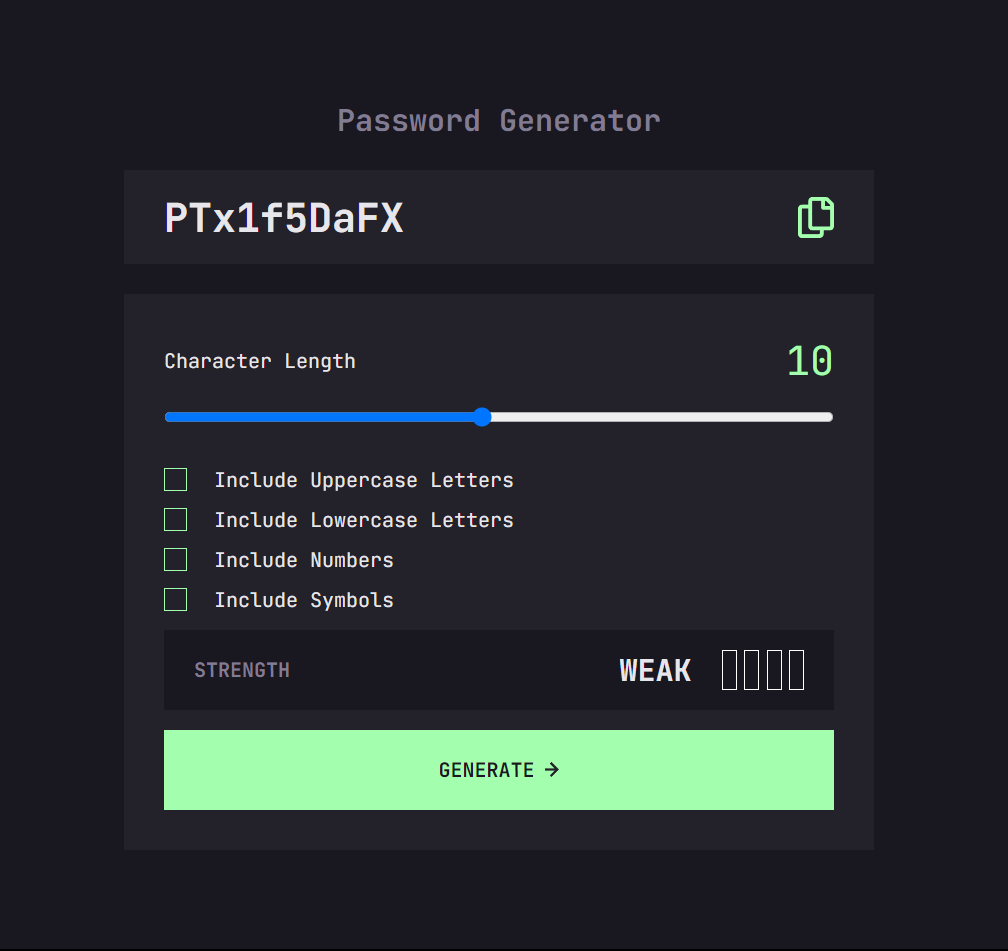 Password Generator
PTx1f5DaFX
Character Length
10
Include Uppercase Letters
Include Lowercase Letters
Include Numbers
Include Symbols
STRENGTH
WEAK
GENERATE →